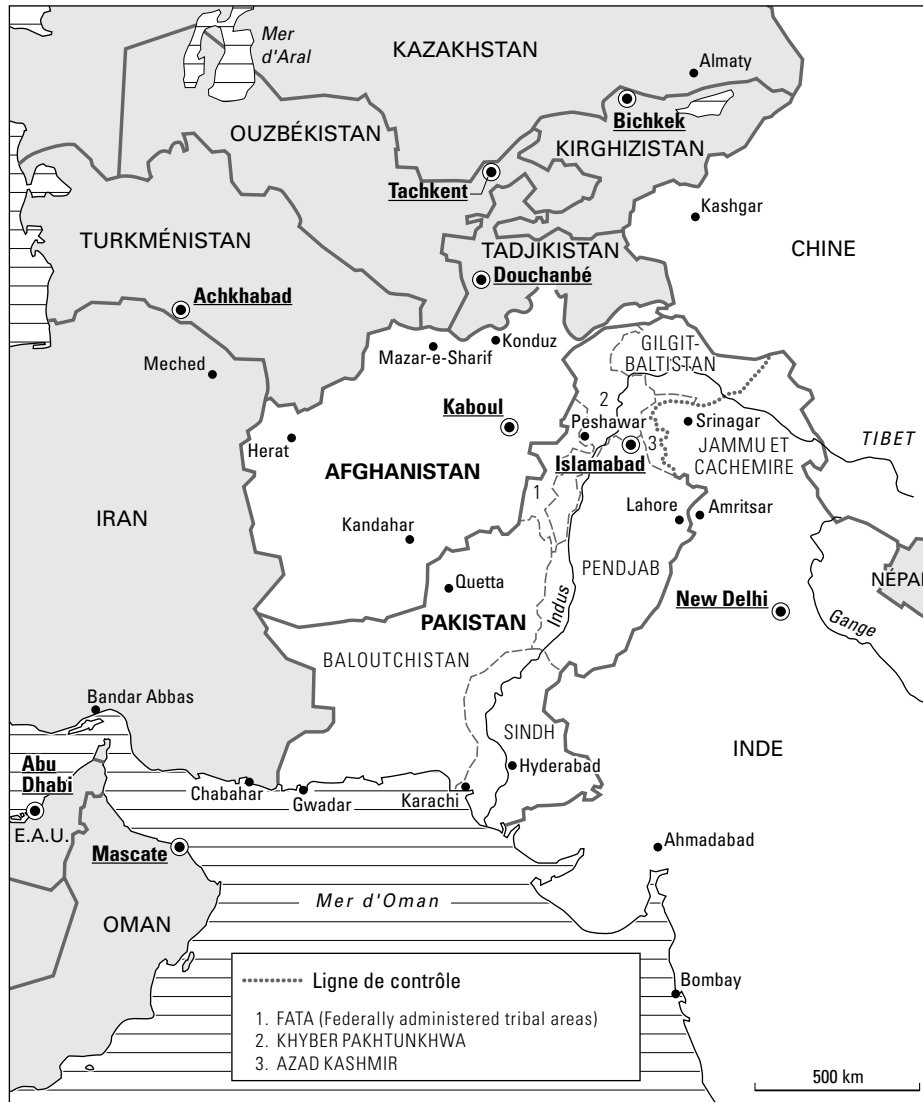 Mer
d'Aral
KAZAKHSTAN
Almaty
Bichkek
OUZBÉKISTAN
KIRGHIZISTAN
Tachkent
Kashgar
TURKMÉNISTAN
TADJIKISTAN
CHINE
Douchanbé
Achkhabad
Konduz
Mazar-e-Sharif
Meched
GILGIT-
BALTISTAN
2
Kaboul
Peshawar
Srinagar
Herat
3
JAMMU ET
CACHEMIRE
TIBET
Islamabad
AFGHANISTAN
1
IRAN
Lahore
Amritsar
Kandahar
PENDJAB
NÉPAL
Quetta
Indus
New Delhi
PAKISTAN
Gange
BALOUTCHISTAN
Bandar Abbas
SINDH
INDE
Abu
Dhabi
Hyderabad
Chabahar
Gwadar
Karachi
E.A.U.
Mascate
Ahmadabad
Mer d'Oman
OMAN
Ligne de contrôle
Bombay
1. FATA (Federally administered tribal areas)
2. KHYBER PAKHTUNKHWA
3. AZAD KASHMIR
500 km